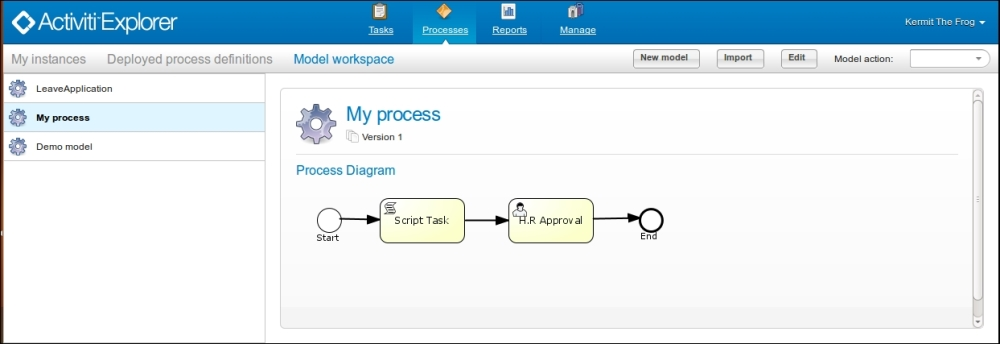 Activiti Explorer
Tasks Processes Reports Manage
Kermit The Frog
My instances Deployed process definitions Model workspace New model Import Edit Model action:
LeaveApplication
My process
Demo model
My process
Version 1
Process Diagram
Script Task H.R Approval
Start End